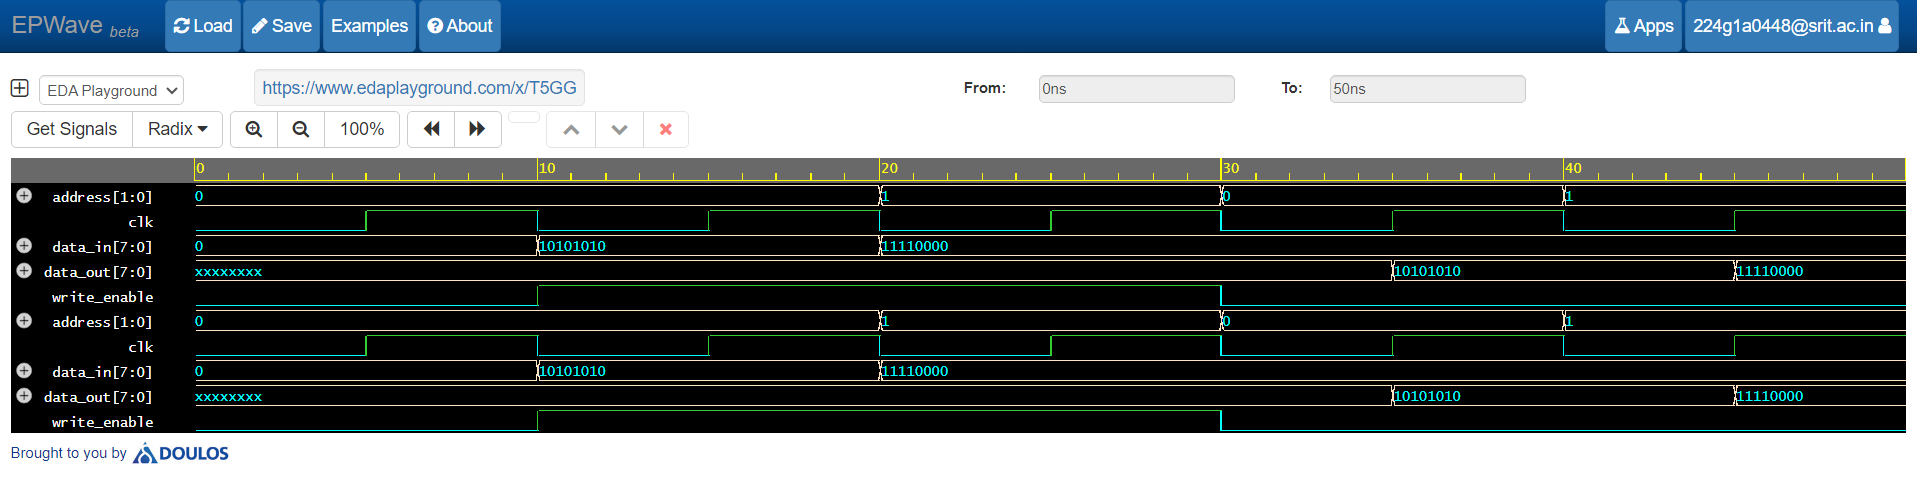 EPWave beta Load Save Examples About Apps 224g1a0448@srit.ac.in
EDA Playground https://www.edaplayground.com/x/T5GG From: 0ns To: 50ns
Get Signals Radix 100%
0 10 20 30 40
address[1:0] 0 1 0 1
clk
data_in[7:0] 0 10101010 11110000
data_out[7:0] xxxxxxxx 10101010 11110000
write_enable
address[1:0] 0 1 0 1
clk
data_in[7:0] 0 10101010 11110000
data_out[7:0] xxxxxxxx 10101010 11110000
write_enable
Brought to you by DOULOS